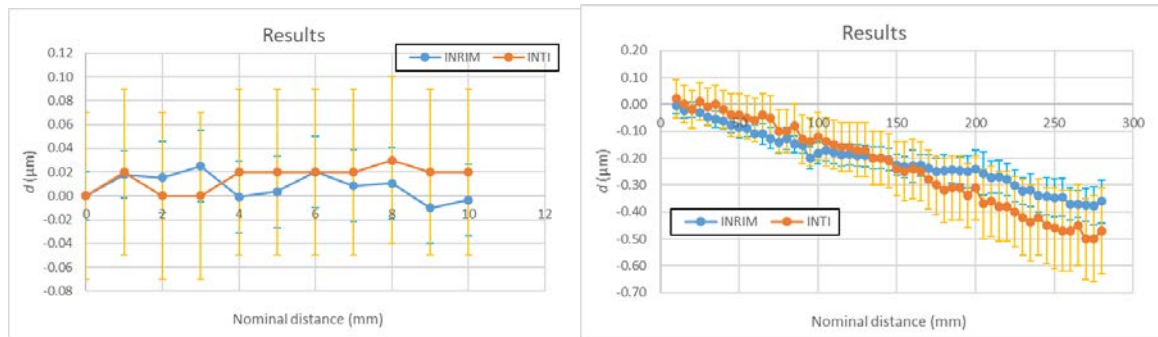 Results
0.12
INRIM INTI
0.10
0.08
0.06
0.04
0.02
0.00
0 2 4 6 8 10 12
-0.02
-0.04
-0.06
-0.08
d (µm)
Nominal distance (mm)
Results
0.20
0.10
0.00
0 50 100 150 200 250 300
-0.10
-0.20
-0.30
-0.40
INRIM INTI
-0.50
-0.60
-0.70
d (µm)
Nominal distance (mm)